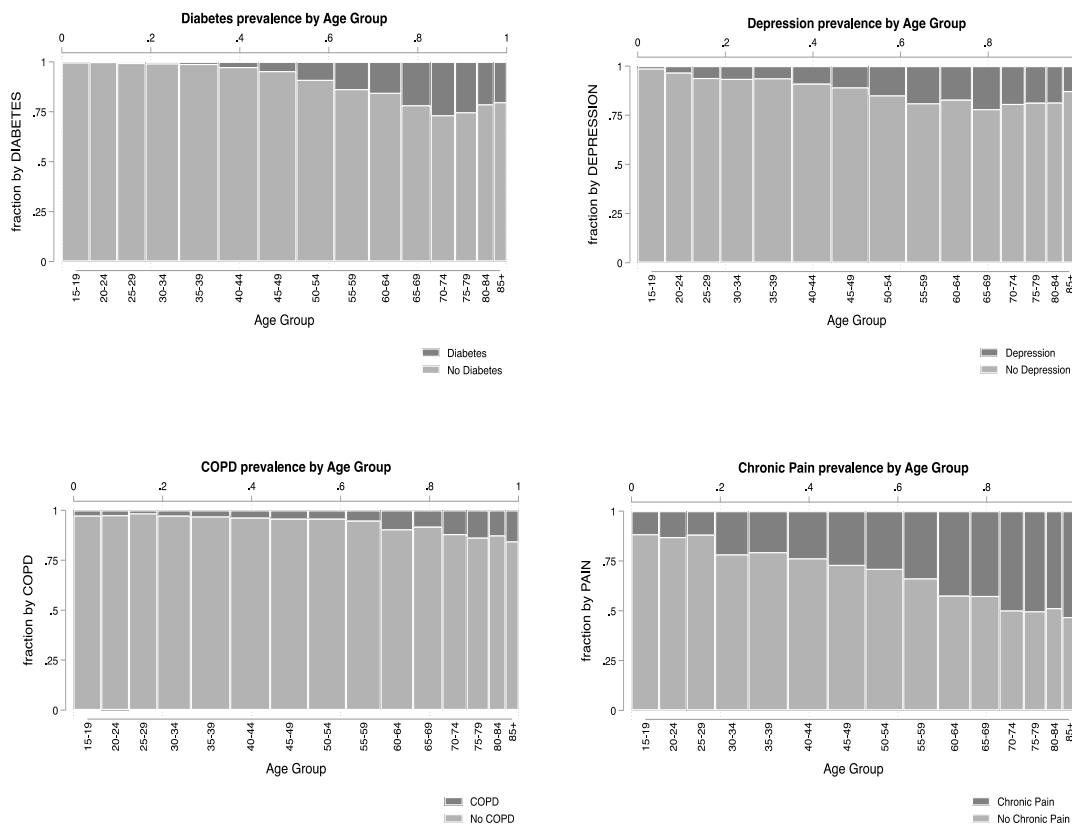 Diabetes prevalence by Age Group
0 .2 .4 .6 .8 1
fraction by DIABETES
1
.75
.5
.25
0
15-19 20-24 25-29 30-34 35-39 40-44 45-49 50-54 55-59 60-64 65-69 70-74 75-79 80-84 85+
Age Group
Diabetes
No Diabetes
Depression prevalence by Age Group
0 .2 .4 .6 .8
fraction by DEPRESSION
1
.75
.5
.25
0
15-19 20-24 25-29 30-34 35-39 40-44 45-49 50-54 55-59 60-64 65-69 70-74 75-79 80-84 85+
Age Group
Depression
No Depression
COPD prevalence by Age Group
0 .2 .4 .6 .8 1
fraction by COPD
1
.75
.5
.25
0
15-19 20-24 25-29 30-34 35-39 40-44 45-49 50-54 55-59 60-64 65-69 70-74 75-79 80-84 85+
Age Group
COPD
No COPD
Chronic Pain prevalence by Age Group
0 .2 .4 .6 .8
fraction by PAIN
1
.75
.5
.25
0
15-19 20-24 25-29 30-34 35-39 40-44 45-49 50-54 55-59 60-64 65-69 70-74 75-79 80-84 85+
Age Group
Chronic Pain
No Chronic Pain